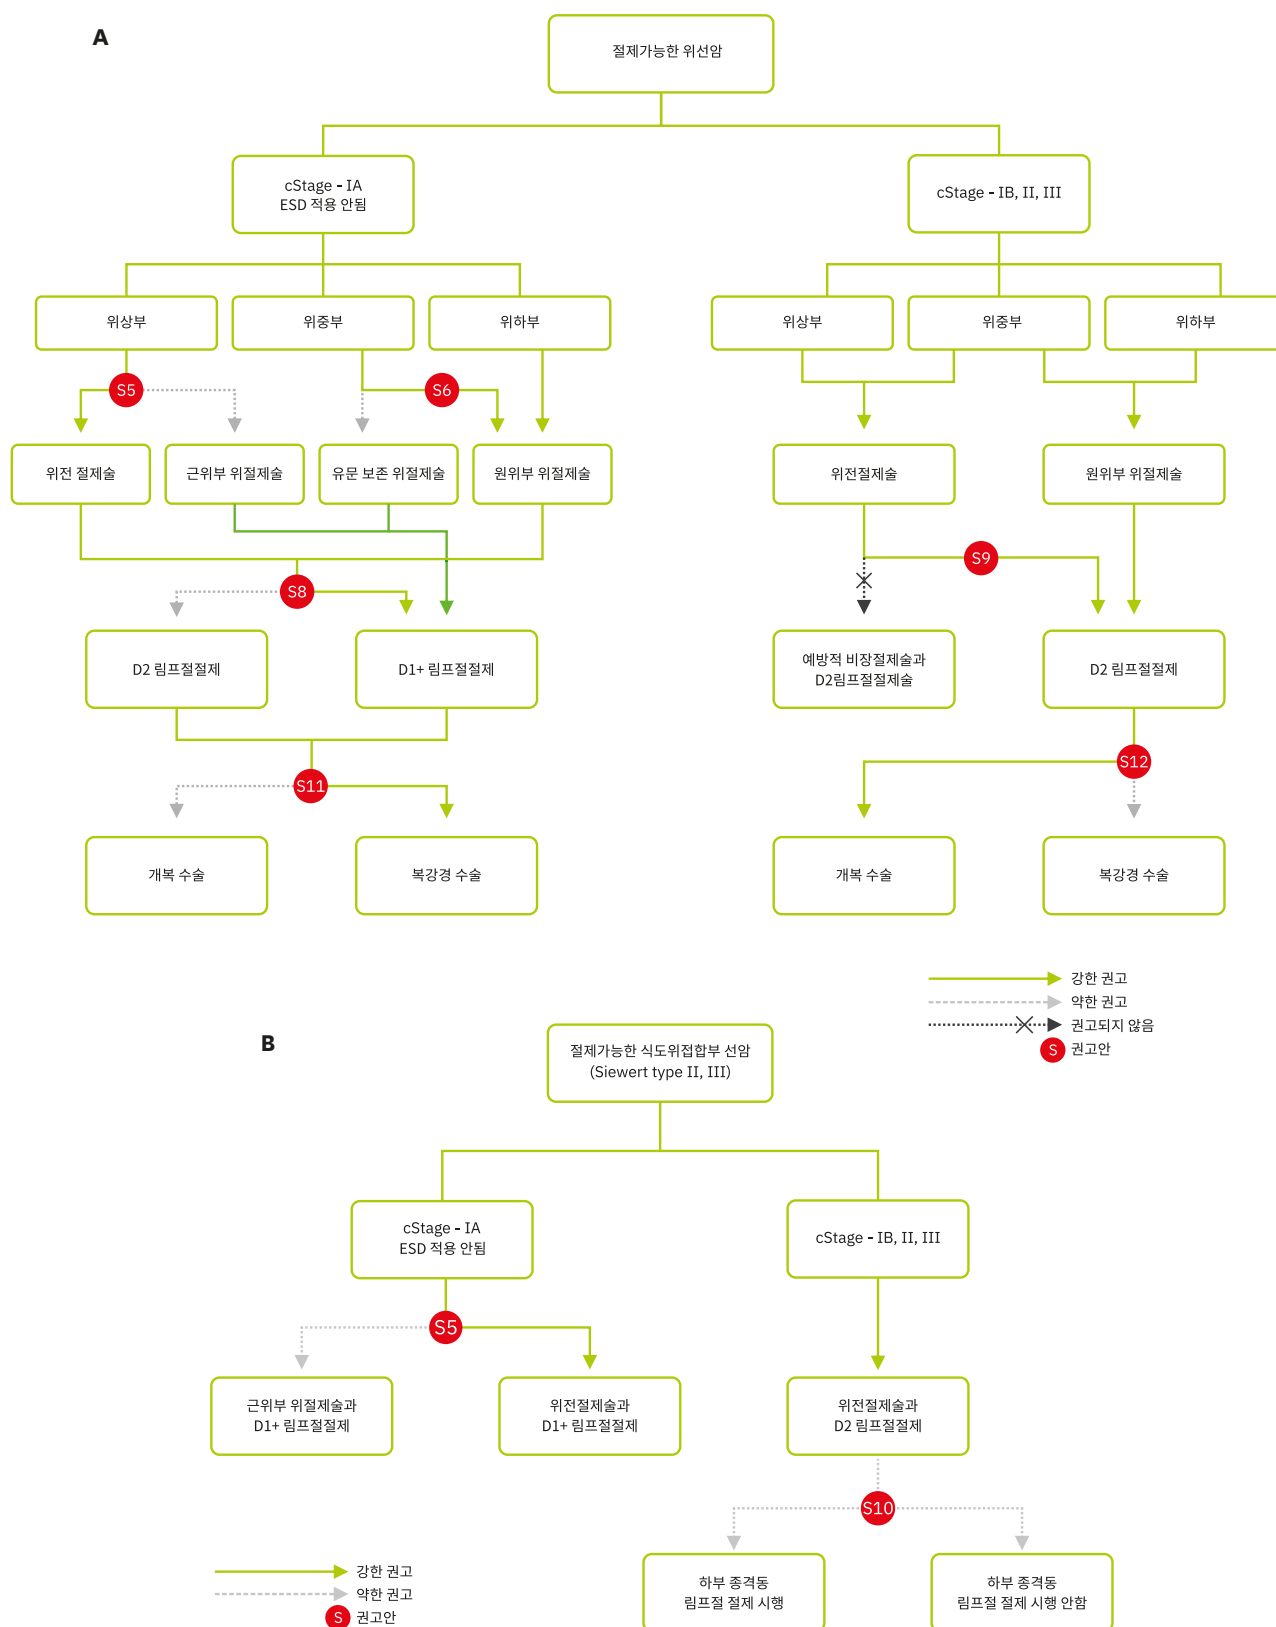 A
절제가능한 위선암
cStage - IA
ESD 적용 안됨
cStage - IB, II, III
위상부
위중부
위하부
위상부
위중부
위하부
S5
S6
위전 절제술
근위부 위절제술
유문 보존 위절제술
원위부 위절제술
위전절제술
원위부 위절제술
S9
S8
D2 림프절절제
D1+ 림프절절제
예방적 비장절제술과
D2림프절절제술
D2 림프절절제
S12
S11
개복 수술
복강경 수술
개복 수술
복강경 수술
강한 권고
약한 권고
권고되지 않음
S 권고안
B
절제가능한 식도위접합부 선암
(Siewert type II, III)
cStage - IA
ESD 적용 안됨
cStage - IB, II, III
S5
근위부 위절제술과
D1+ 림프절절제
위전절제술과
D1+ 림프절절제
위전절제술과
D2 림프절절제
S10
하부 종격동
림프절 절제 시행
하부 종격동
림프절 절제 시행 안함
강한 권고
약한 권고
S 권고안